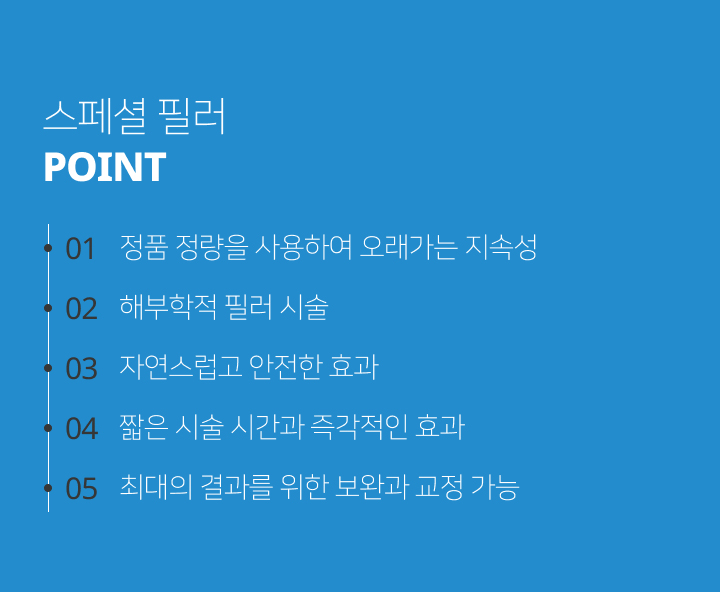 스페셜 필러
POINT
01 정품 정량을 사용하여 오래가는 지속성
02 해부학적 필러 시술
03 자연스럽고 안전한 효과
04 짧은 시술 시간과 즉각적인 효과
05 최대의 결과를 위한 보완과 교정 가능